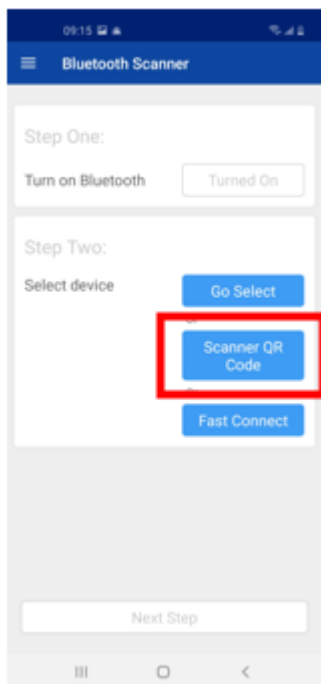 09:15
Bluetooth Scanner
Step One:
Turn on Bluetooth
Turned On
Step Two:
Select device
Go Select
Scanner QR
Code
Fast Connect
Next Step